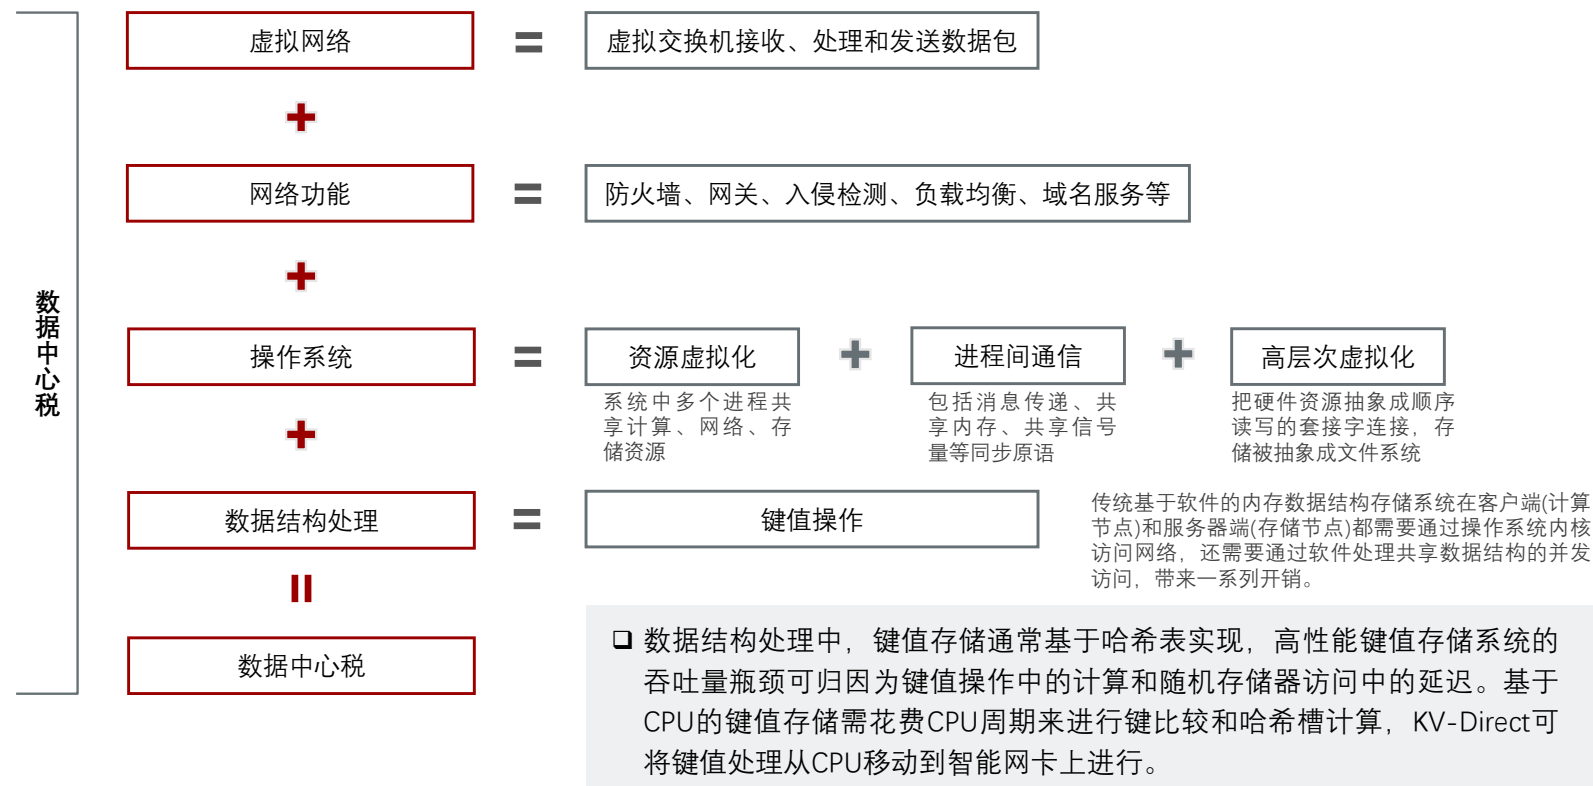 数据中心税
虚拟网络
虚拟交换机接收、处理和发送数据包
网络功能
防火墙、网关、入侵检测、负载均衡、域名服务等
操作系统
资源虚拟化
进程间通信
高层次虚拟化
系统中多个进程共
享计算、网络、存
储资源
包括消息传递、共
享内存、共享信号
量等同步原语
把硬件资源抽象成顺序
读写的套接字连接，存
储被抽象成文件系统
数据结构处理
键值操作
传统基于软件的内存数据结构存储系统在客户端(计算
节点)和服务器端(存储节点)都需要通过操作系统内核
访问网络，还需要通过软件处理共享数据结构的并发
访问，带来一系列开销。
数据中心税
数据结构处理中，键值存储通常基于哈希表实现，高性能键值存储系统的
吞吐量瓶颈可归因为键值操作中的计算和随机存储器访问中的延迟。基于
CPU的键值存储需花费CPU周期来进行键比较和哈希槽计算，KV-Direct可
将键值处理从CPU移动到智能网卡上进行。